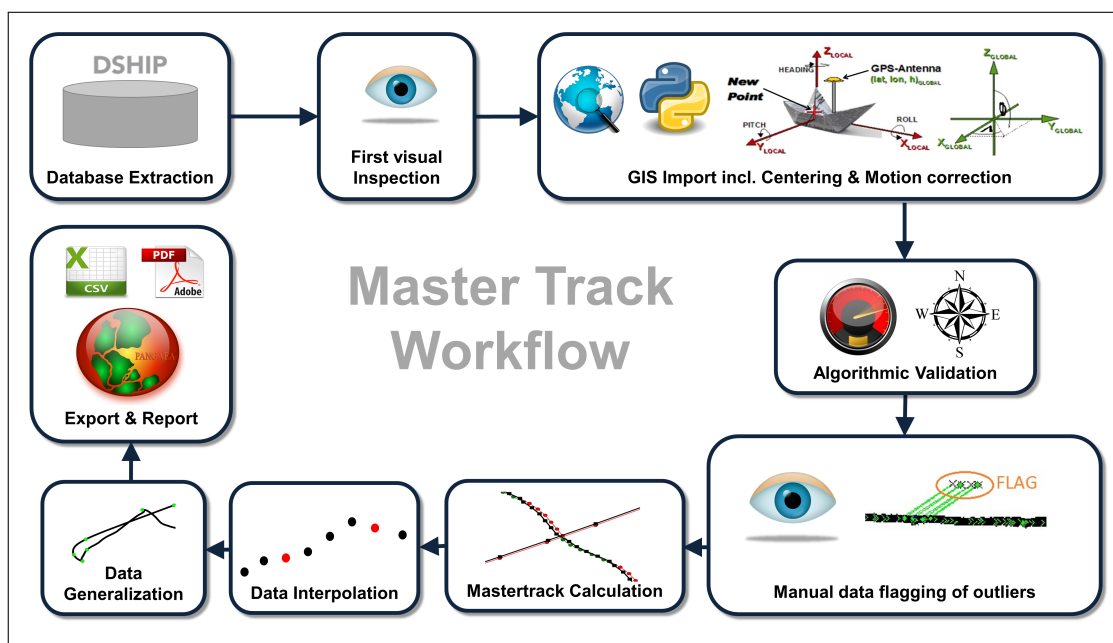 DSHIP
Database Extraction
First visual
Inspection
Z LOCAL
HEADING
GPS-Antenna
(lat, lon, h)GLOBAL
New
Point
PITCH
Y LOCAL
ROLL
X LOCAL
Z GLOBAL
Y GLOBAL
X GLOBAL
GIS Import incl. Centering & Motion correction
Master Track
Workflow
N
W
E
S
Algorithmic Validation
FLAG
Manual data flagging of outliers
Mastertrack Calculation
Data Interpolation
Data
Generalization
X
CSV
PDF
Adobe
PANGAEA
Export & Report